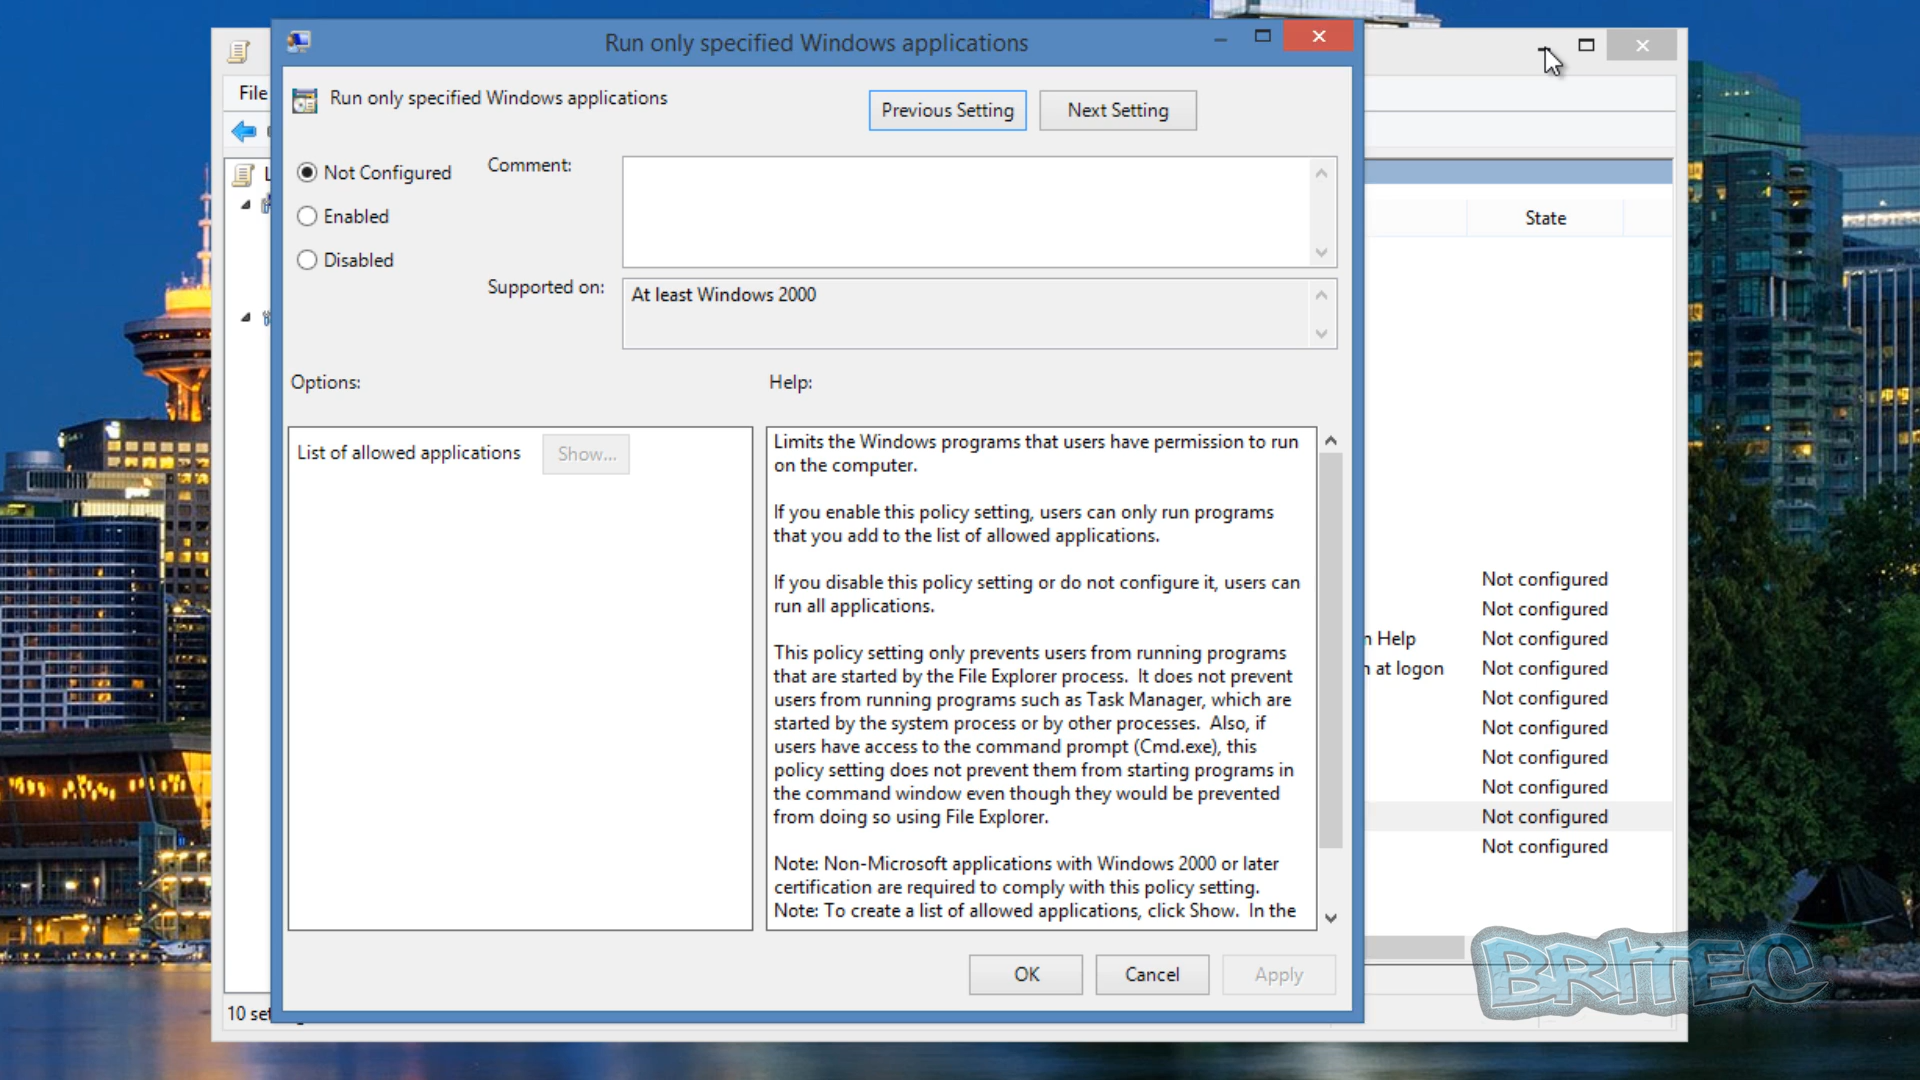 Run only specified Windows applications
Run only specified Windows applications
Previous Setting
Next Setting
File
Not Configured
Enabled
Disabled
Comment:
Supported on:
At least Windows 2000
State
Options:
Help:
List of allowed applications
Show...
Limits the Windows programs that users have permission to run
on the computer.
If you enable this policy setting, users can only run programs
that you add to the list of allowed applications.
If you disable this policy setting or do not configure it, users can
run all applications.
This policy setting only prevents users from running programs
that are started by the File Explorer process.  It does not prevent
users from running programs such as Task Manager, which are
started by the system process or by other processes.  Also, if
users have access to the command prompt (Cmd.exe), this
policy setting does not prevent them from starting programs in
the command window even though they would be prevented
from doing so using File Explorer.
Note: Non-Microsoft applications with Windows 2000 or later
certification are required to comply with this policy setting.
Note: To create a list of allowed applications, click Show.  In the
Not configured
Not configured
n Help Not configured
n at logon Not configured
Not configured
Not configured
Not configured
Not configured
Not configured
Not configured
OK
Cancel
Apply
10 set
BRITEC